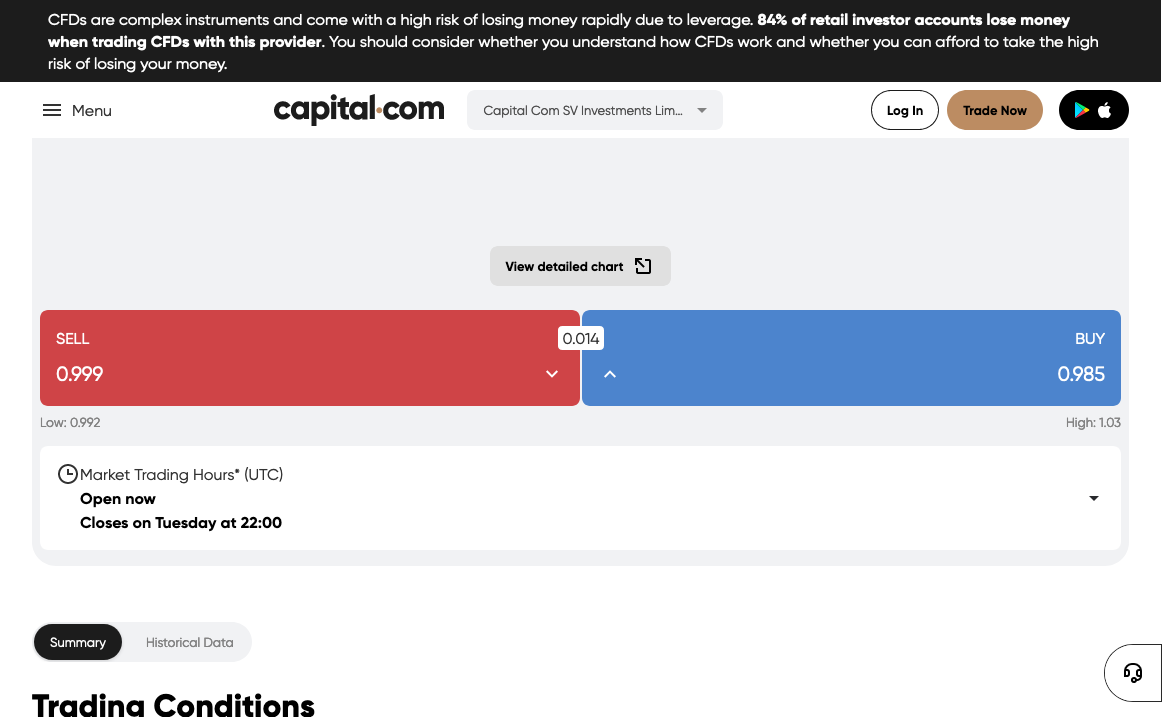 CFDs are complex instruments and come with a high risk of losing money rapidly due to leverage. 84% of retail investor accounts lose money
when trading CFDs with this provider. You should consider whether you understand how CFDs work and whether you can afford to take the high
risk of losing your money.
Menu
capital.com
Capital Com SV Investments Lim...
Log In
Trade Now
View detailed chart
SELL
0.014
BUY
0.999
0.985
Low: 0.992
High: 1.03
Market Trading Hours* (UTC)
Open now
Closes on Tuesday at 22:00
Summary
Historical Data
Trading Conditions